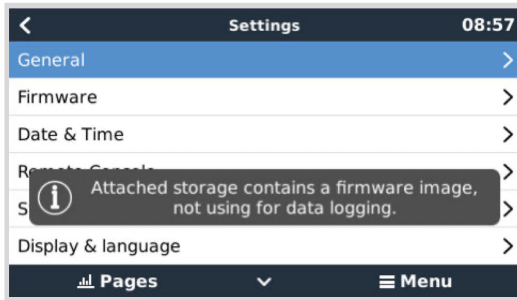 Settings
08:57
General
Firmware
Date & Time
Attached storage contains a firmware image,
not using for data logging.
Display & language
Pages
Menu